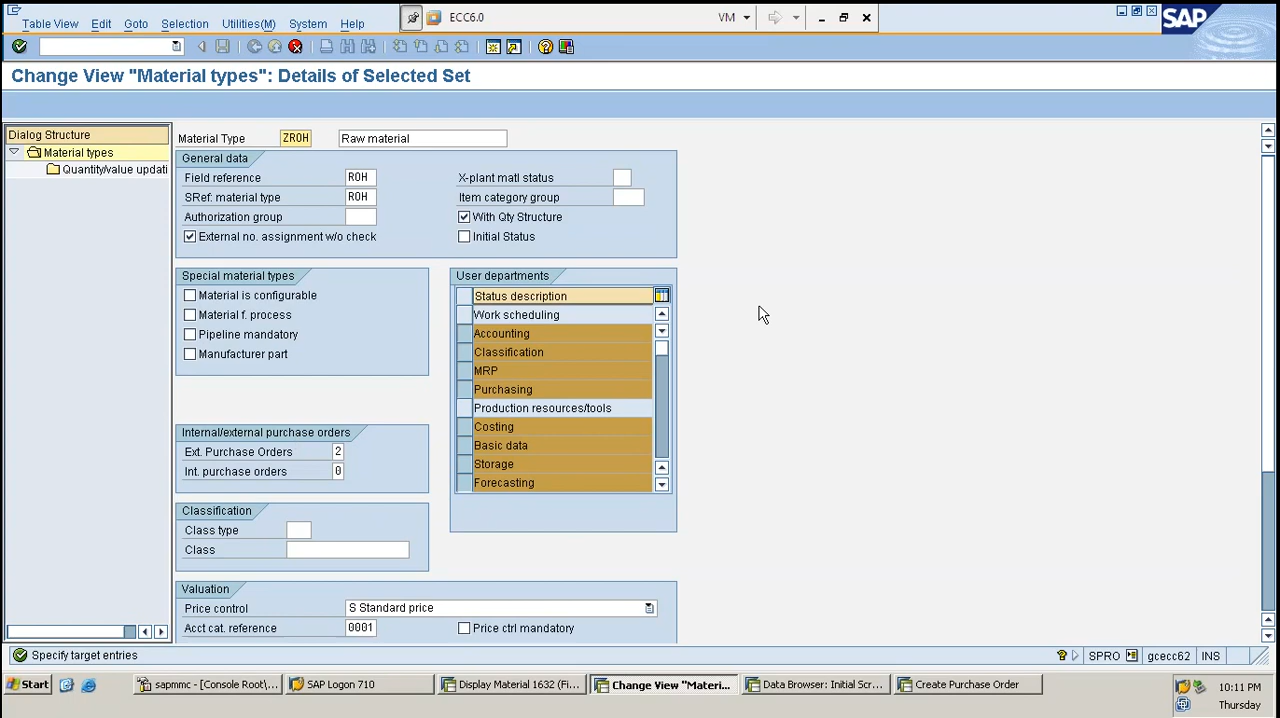 Table View Edit Goto Selection Utilities(M) System Help
ECC6.0
VM
SAP
Change View "Material types": Details of Selected Set
Dialog Structure
Material types
Quantity/value updati
Material Type ZROH Raw material
General data
Field reference ROH
X-plant matl status
SRef: material type ROH
Item category group
Authorization group
With Qty Structure
External no. assignment w/o check
Initial Status
Special material types
Material is configurable
Material f. process
Pipeline mandatory
Manufacturer part
User departments
Status description
Work scheduling
Accounting
Classification
MRP
Purchasing
Production resources/tools
Costing
Basic data
Storage
Forecasting
Internal/external purchase orders
Ext. Purchase Orders 2
Int. purchase orders 0
Classification
Class type
Class
Valuation
Price control S Standard price
Acct cat. reference 0001
Price ctrl mandatory
Specify target entries
SPRO gcecc62 INS
Start
sapmmc - [Console Root\...
SAP Logon 710
Display Material 1632 (Fi...
Change View "Materi...
Data Browser: Initial Scr...
Create Purchase Order
10:11 PM
Thursday